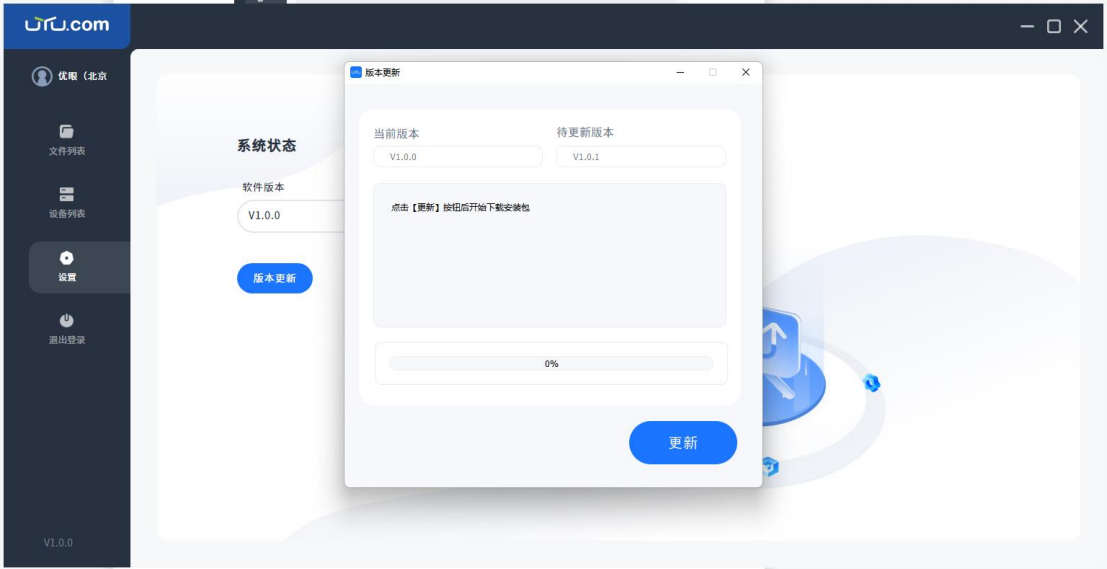 uru.com
优暇（北京
文件列表
设备列表
设置
退出登录
V1.0.0
系统状态
软件版本
V1.0.0
版本更新
版本更新
当前版本
待更新版本
V1.0.0
V1.0.1
点击【更新】按钮后开始下载安装包
0%
更新